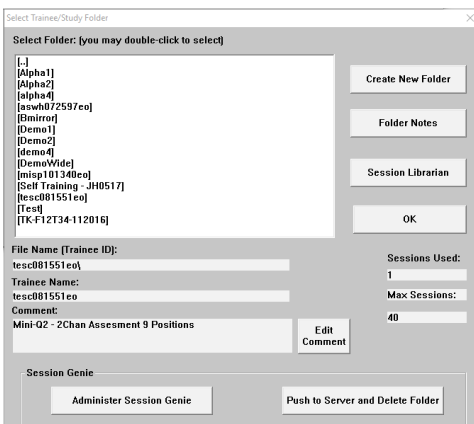 Select Trainee/Study Folder
Select Folder: (you may double-click to select)
[..]
[Alpha1]
[Alpha2]
[alpha4]
[aswh072597eo]
[Bmirror]
[Demo1]
[Demo2]
[demo4]
[DemoWide]
[misp101340eo]
[Self Training - JH0517]
[tesc081551eo]
[Test]
[TK-F12T34-112016]
Create New Folder
Folder Notes
Session Librarian
OK
File Name (Trainee ID):
tesc081551eo\
Trainee Name:
tesc081551eo
Comment:
Mini-Q2 - 2Chan Assesment 9 Positions
Edit
Comment
Sessions Used:
1
Max Sessions:
40
Session Genie
Administer Session Genie
Push to Server and Delete Folder